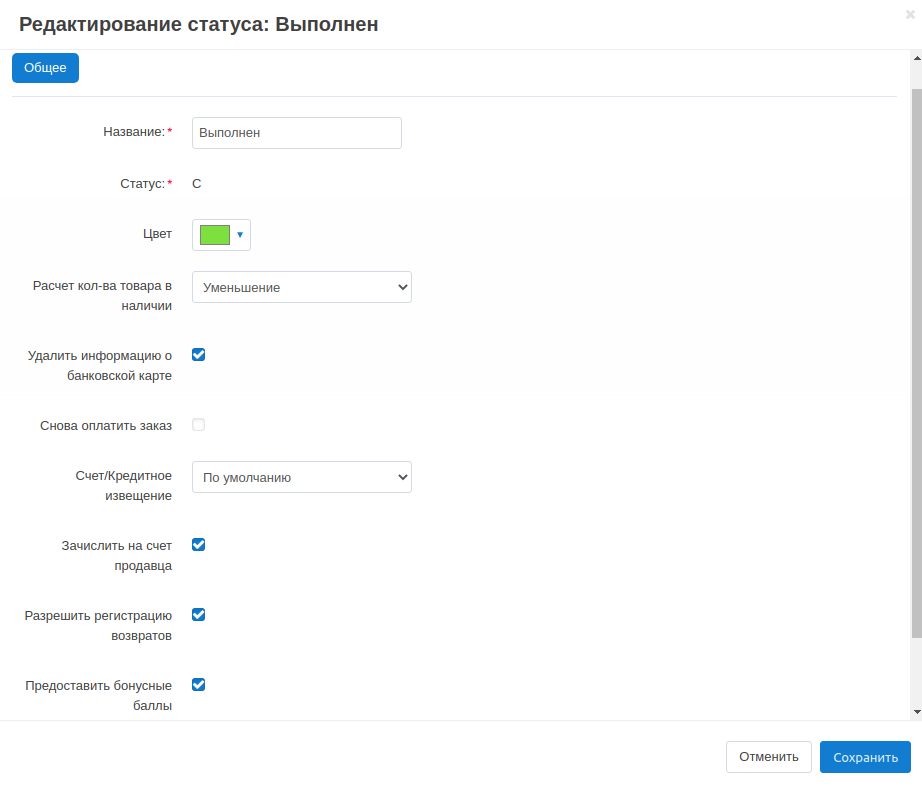 Редактирование статуса: Выполнен
Общее
Название:*
Выполнен
Статус:*
C
Цвет
Расчет кол-ва товара в
наличии
Уменьшение
Удалить информацию о
банковской карте
Снова оплатить заказ
Счет/Кредитное
извещение
По умолчанию
Зачислить на счет
продавца
Разрешить регистрацию
возвратов
Предоставить бонусные
баллы
Отменить
Сохранить